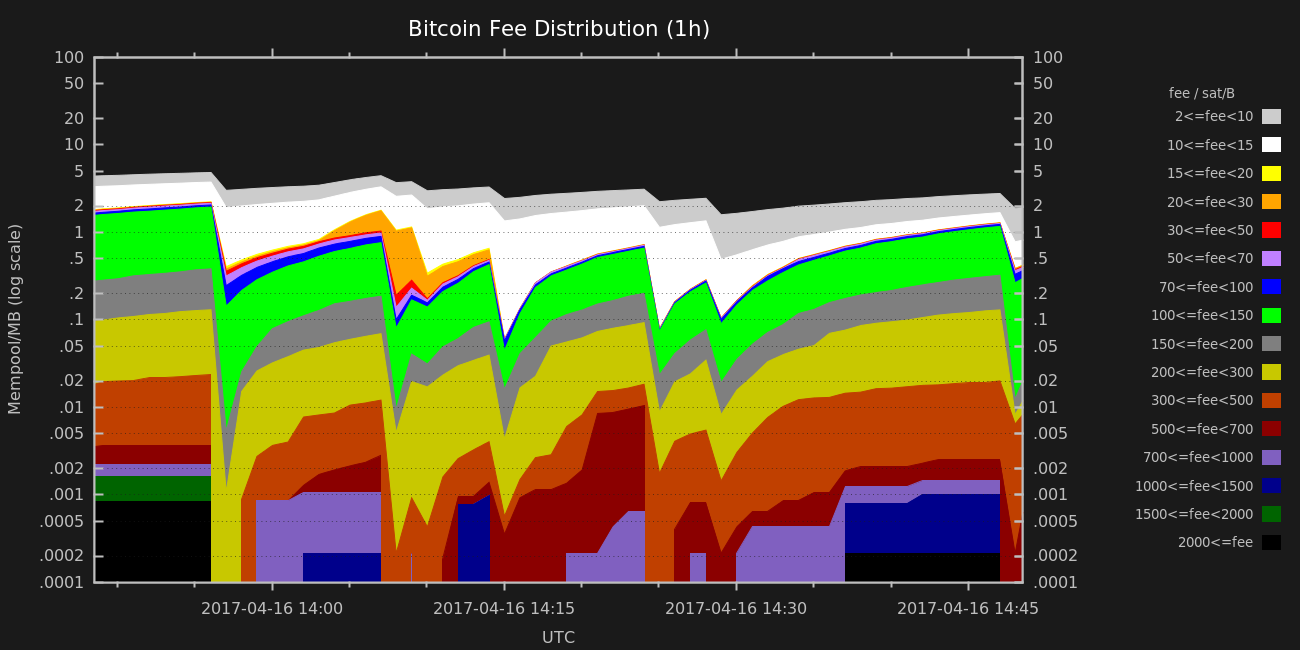 Bitcoin Fee Distribution (1h)
100 100
50 50
20 20
10 10
5 5
2 2
1 1
.5 .5
.2 .2
.1 .1
.05 .05
.02 .02
.01 .01
.005 .005
.002 .002
.001 .001
.0005 .0005
.0002 .0002
.0001 .0001
Mempool/MB (log scale)
2017-04-16 14:00 2017-04-16 14:15 2017-04-16 14:30 2017-04-16 14:45
UTC
fee / sat/B
2<=fee<10
10<=fee<15
15<=fee<20
20<=fee<30
30<=fee<50
50<=fee<70
70<=fee<100
100<=fee<150
150<=fee<200
200<=fee<300
300<=fee<500
500<=fee<700
700<=fee<1000
1000<=fee<1500
1500<=fee<2000
2000<=fee